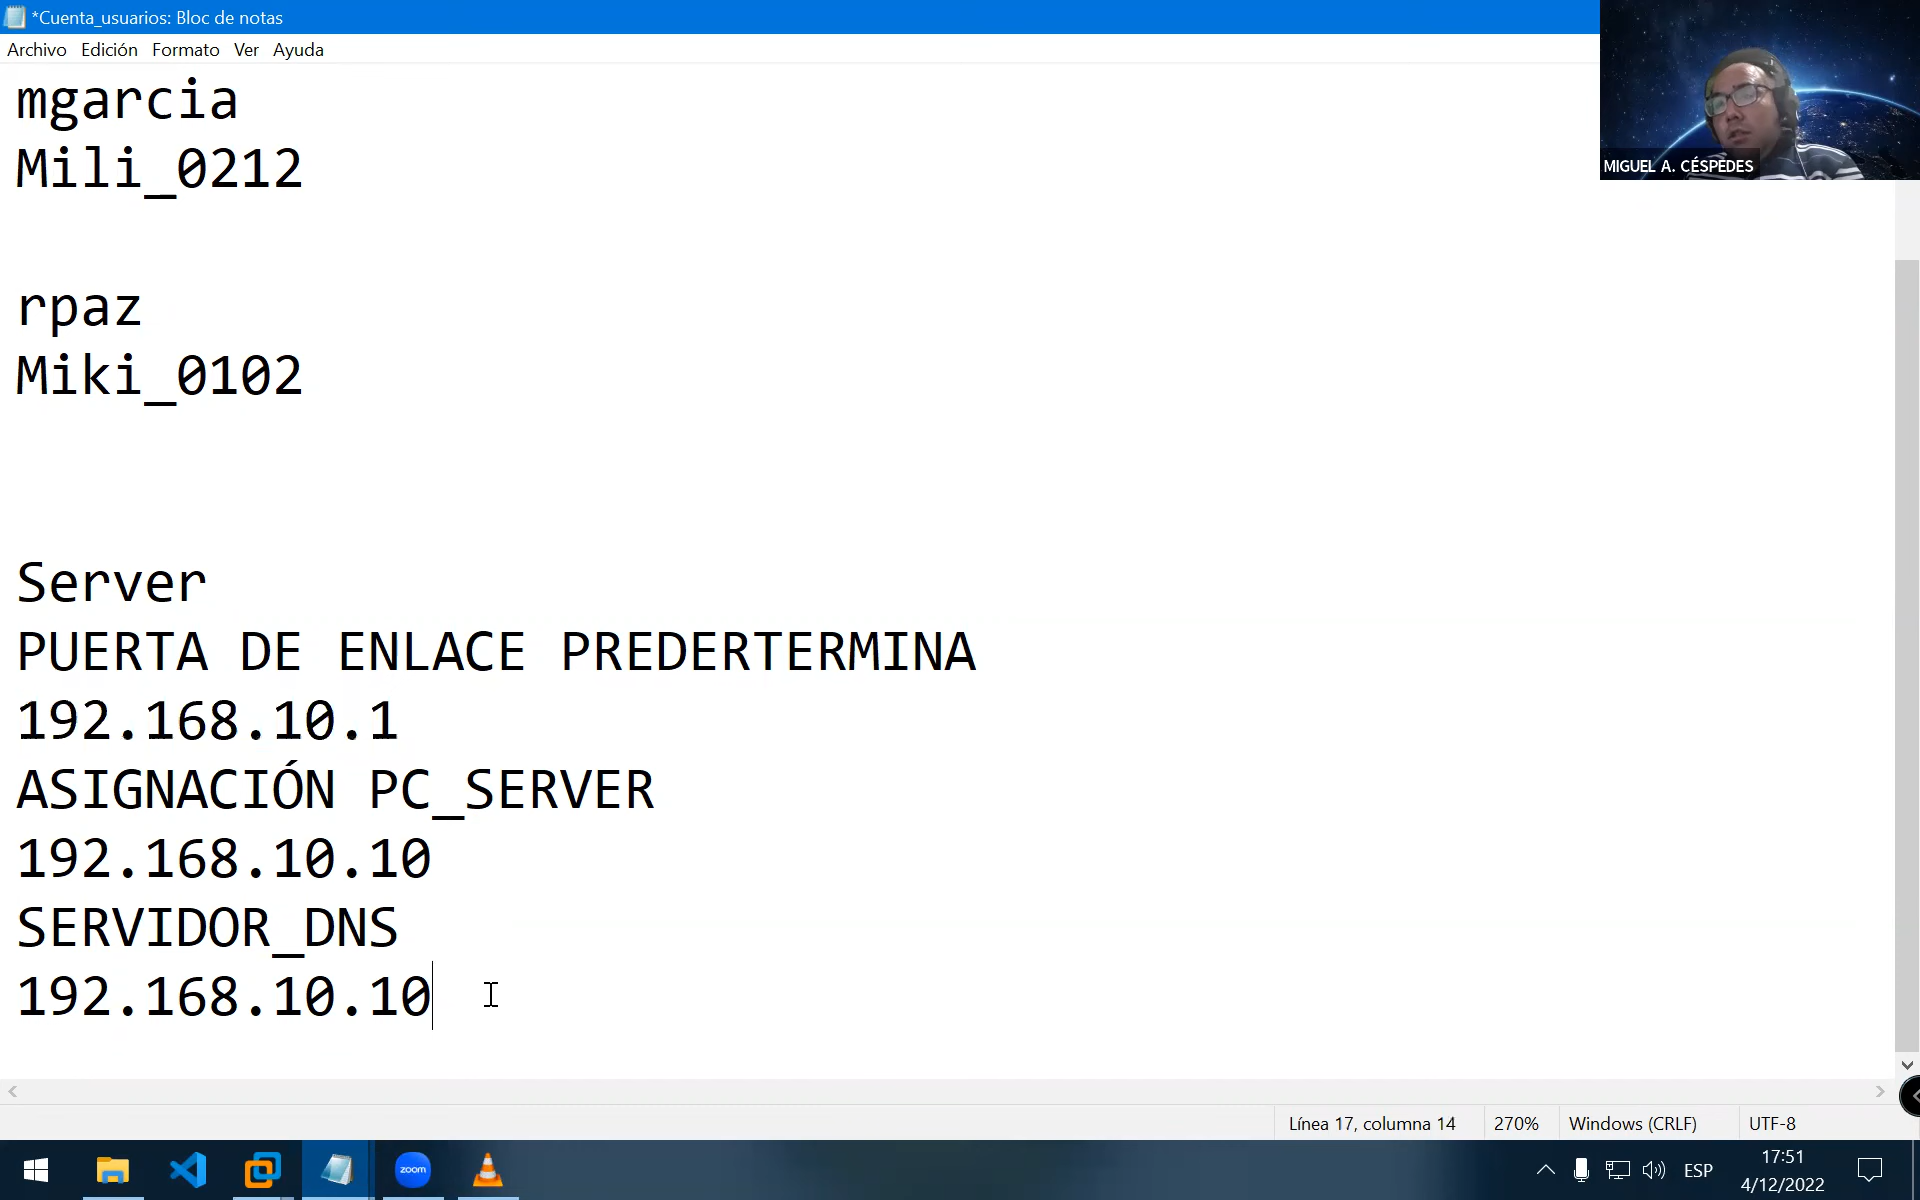 *Cuenta_usuarios: Bloc de notas
Archivo Edición Formato Ver Ayuda
mgarcia
Mili_0212
rpaz
Miki_0102
Server
PUERTA DE ENLACE PREDERTERMINA
192.168.10.1
ASIGNACIÓN PC_SERVER
192.168.10.10
SERVIDOR_DNS
192.168.10.10
MIGUEL A. CÉSPEDES
Línea 17, columna 14 270% Windows (CRLF) UTF-8
zoom
ESP
17:51
4/12/2022